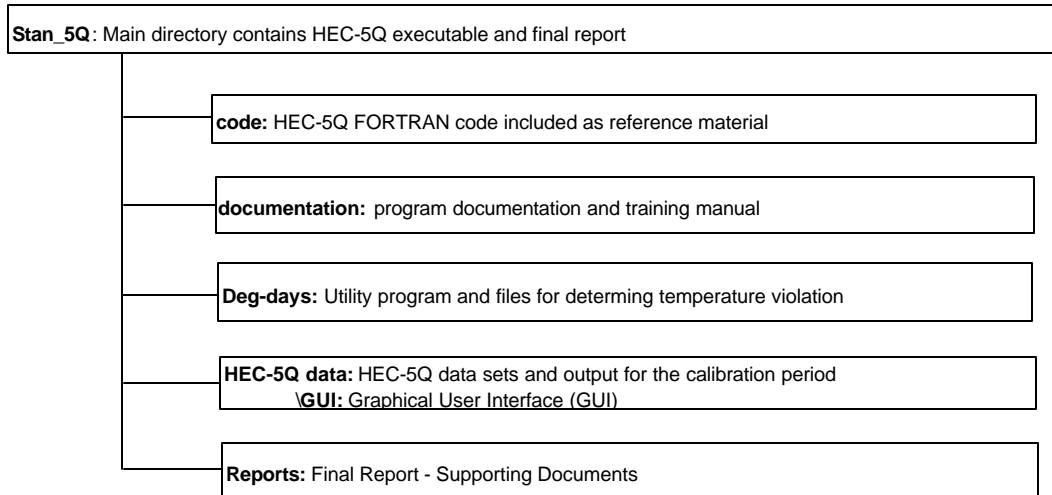 Stan_5Q: Main directory contains HEC-5Q executable and final report
code: HEC-5Q FORTRAN code included as reference material
documentation: program documentation and training manual
Deg-days: Utility program and files for determing temperature violation
HEC-5Q data: HEC-5Q data sets and output for the calibration period
\GUI: Graphical User Interface (GUI)
Reports: Final Report - Supporting Documents